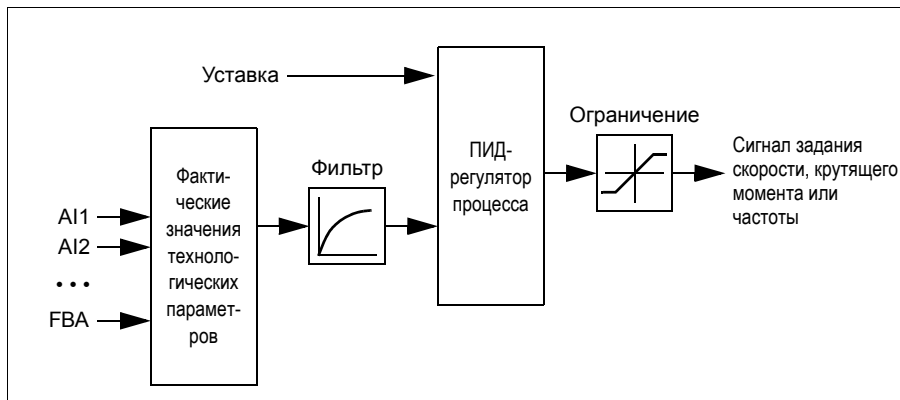 Уставка
AI1
AI2
• • •
FBA
Факти-
ческие
значения
техноло-
гических
парамет-
ров
Фильтр
ПИД-
регулятор
процесса
Ограничение
Сигнал задания
скорости, крутящего
момента или
частоты